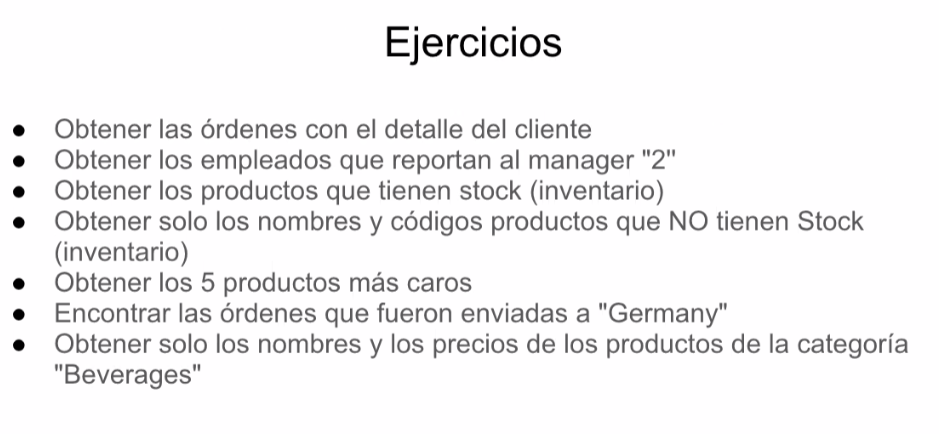 Ejercicios
● Obtener las órdenes con el detalle del cliente
● Obtener los empleados que reportan al manager "2"
● Obtener los productos que tienen stock (inventario)
● Obtener solo los nombres y códigos productos que NO tienen Stock
(inventario)
● Obtener los 5 productos más caros
● Encontrar las órdenes que fueron enviadas a "Germany"
● Obtener solo los nombres y los precios de los productos de la categoría
"Beverages"